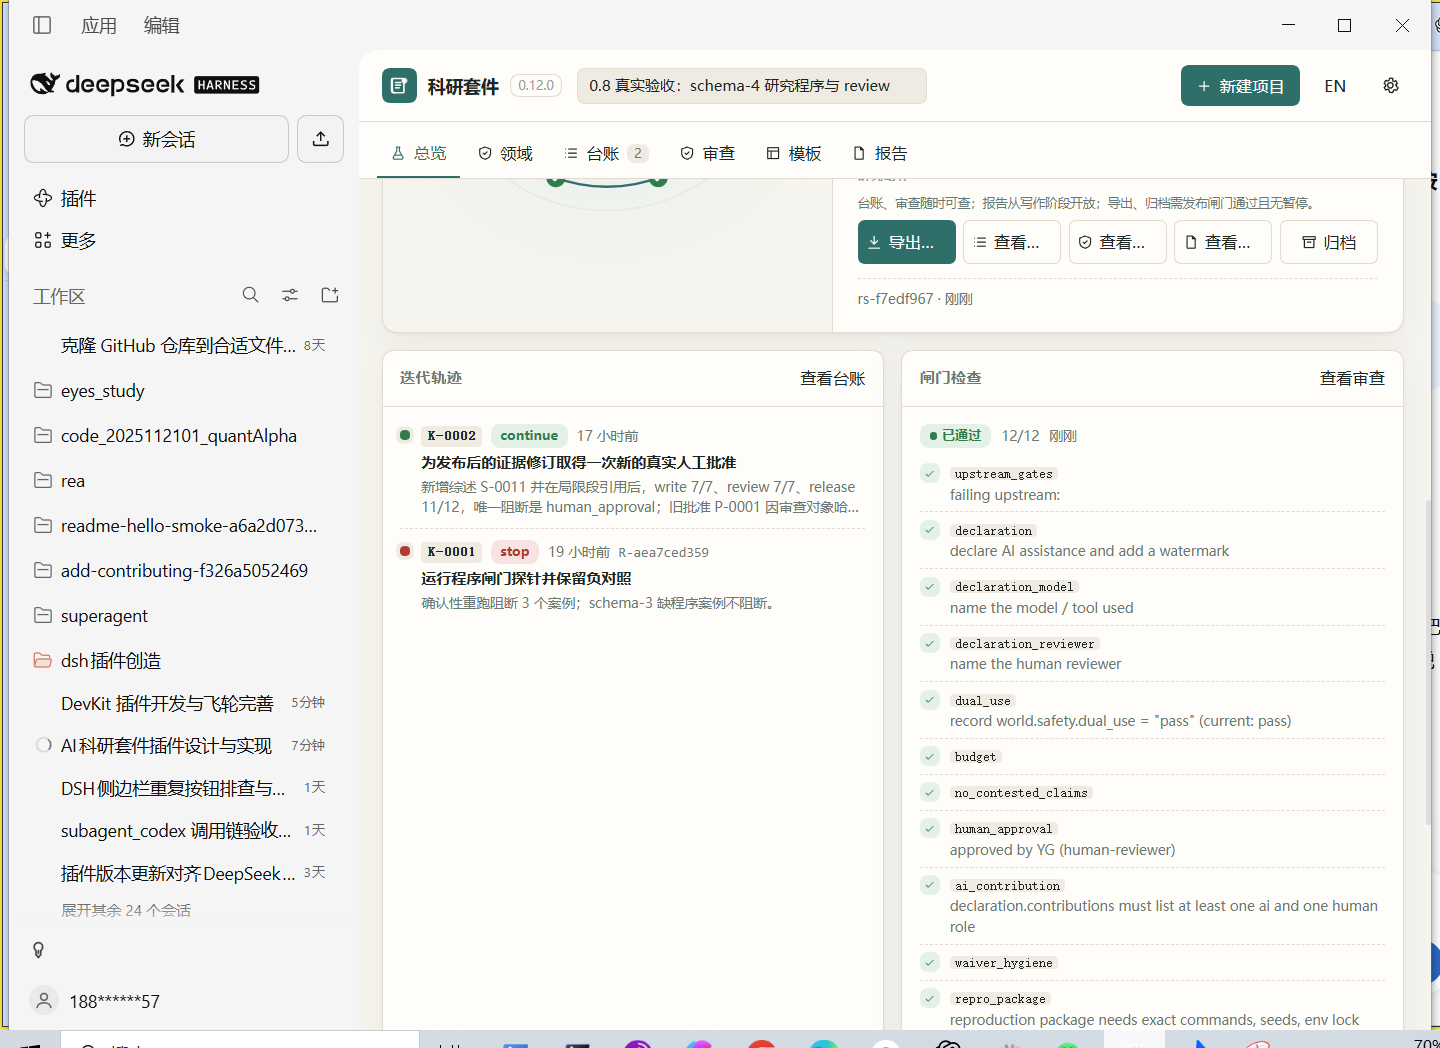 应用 编辑
deepseek HARNESS
新会话
插件
更多
工作区
克隆 GitHub 仓库到合适文件... 8天
eyes_study
code_2025112101_quantAlpha
rea
readme-hello-smoke-a6a2d073...
add-contributing-f326a5052469
superagent
dsh插件创造
DevKit 插件开发与飞轮完善 5分钟
AI科研套件插件设计与实现 7分钟
DSH侧边栏重复按钮排查与... 1天
subagent_codex 调用链验收... 1天
插件版本更新对齐DeepSeek... 3天
展开其余 24 个会话
188******57
科研套件 0.12.0 0.8 真实验收：schema-4 研究程序与 review
+ 新建项目 EN
总览 领域 台账 2 审查 模板 报告
台账、审查随时可查；报告从写作阶段开放；导出、归档需发布闸门通过且无暂停。
导出... 查看... 查看... 查看... 归档
rs-f7edf967 · 刚刚
迭代轨迹 查看台账
K-0002 continue 17 小时前
为发布后的证据修订取得一次新的真实人工批准
新增综述 S-0011 并在局限段引用后，write 7/7、review 7/7、release
11/12，唯一阻断是 human_approval；旧批准 P-0001 因审查对象哈...
K-0001 stop 19 小时前 R-aea7ced359
运行程序闸门探针并保留负对照
确认性重跑阻断 3 个案例；schema-3 缺程序案例不阻断。
闸门检查 查看审查
已通过 12/12 刚刚
upstream_gates
failing upstream:
declaration
declare AI assistance and add a watermark
declaration_model
name the model / tool used
declaration_reviewer
name the human reviewer
dual_use
record world.safety.dual_use = "pass" (current: pass)
budget
no_contested_claims
human_approval
approved by YG (human-reviewer)
ai_contribution
declaration.contributions must list at least one ai and one human
role
waiver_hygiene
repro_package
reproduction package needs exact commands, seeds, env lock
70%